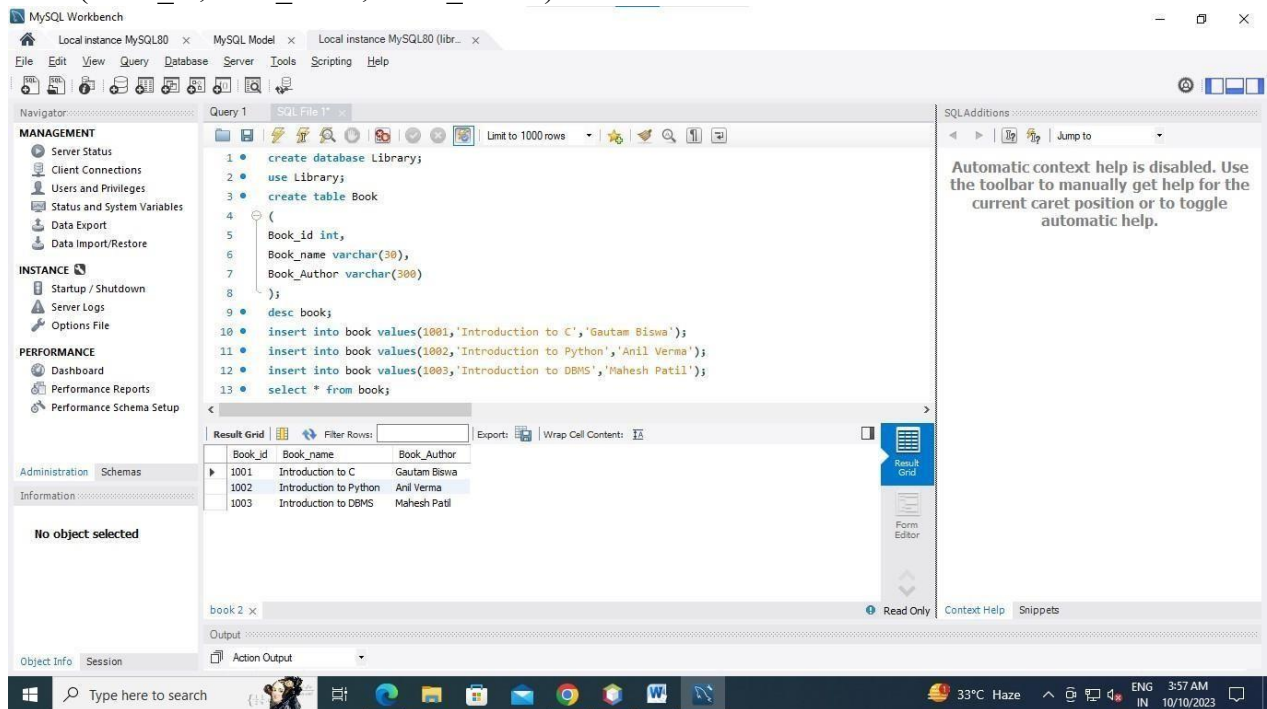 MySQL Workbench
Local instance MySQL80 × MySQL Model × Local instance MySQL80 (libr... ×
File Edit View Query Database Server Tools Scripting Help
Navigator
MANAGEMENT
Server Status
Client Connections
Users and Privileges
Status and System Variables
Data Export
Data Import/Restore
INSTANCE
Startup / Shutdown
Server Logs
Options File
PERFORMANCE
Dashboard
Performance Reports
Performance Schema Setup
Administration Schemas
Information
No object selected
Object Info Session
Query 1 SQL File 1* ×
Limit to 1000 rows
1 create database Library;
2 use Library;
3 create table Book
4 (
5 Book_id int,
6 Book_name varchar(30),
7 Book_Author varchar(300)
8 );
9 desc book;
10 insert into book values(1001,'Introduction to C','Gautam Biswa');
11 insert into book values(1002,'Introduction to Python','Anil Verma');
12 insert into book values(1003,'Introduction to DBMS','Mahesh Patil');
13 select * from book;
Result Grid Filter Rows: Export: Wrap Cell Content:
Book_id Book_name Book_Author
1001 Introduction to C Gautam Biswa
1002 Introduction to Python Anil Verma
1003 Introduction to DBMS Mahesh Patil
Result
Grid
Form
Editor
book 2 × Read Only
Output
Action Output
SQLAdditions
Jump to
Automatic context help is disabled. Use
the toolbar to manually get help for the
current caret position or to toggle
automatic help.
Context Help Snippets
Type here to search
33°C Haze
ENG
IN
3:57 AM
10/10/2023